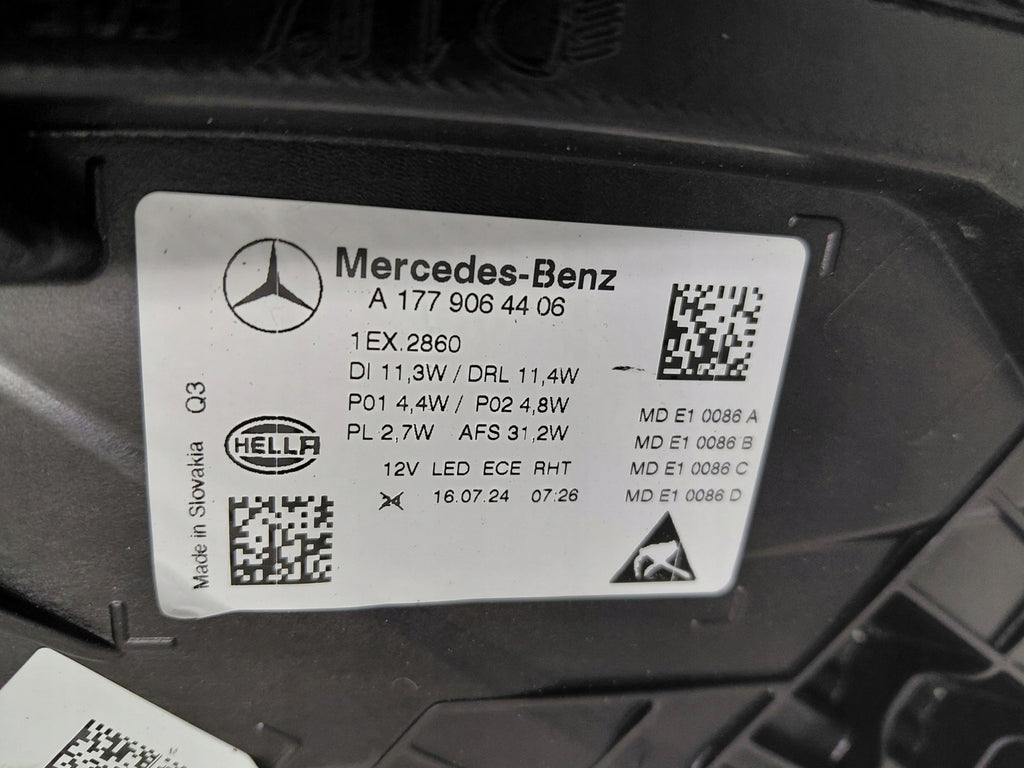 Mercedes-Benz
A 177 906 44 06
1EX.2860
DI 11,3W / DRL 11,4W
P01 4,4W / P02 4,8W
PL 2,7W AFS 31,2W
12V LED ECE RHT
24 16.07.24 07:26
MD E1 0086 A
MD E1 0086 B
MD E1 0086 C
MD E1 0086 D
HELLA
Made in Slovakia Q3